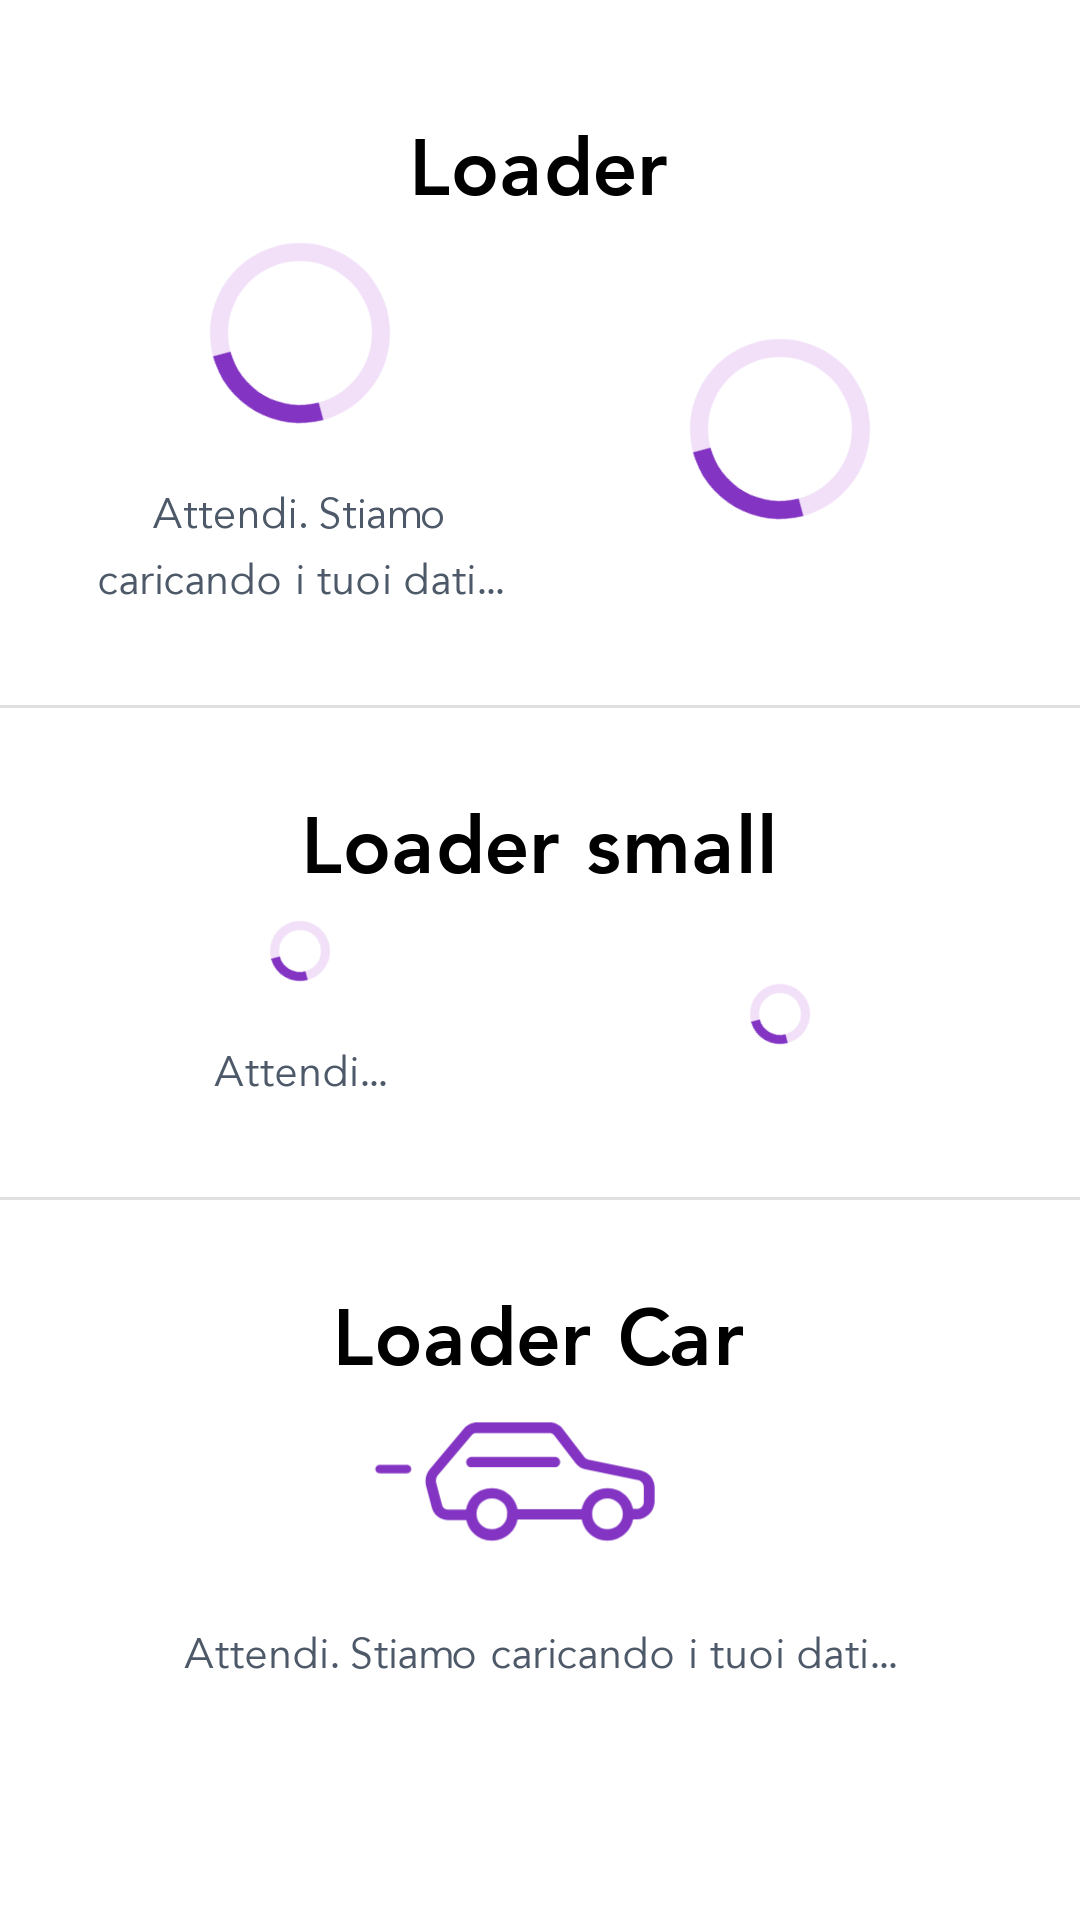 Loader
Attendi. Stiamo
caricando i tuoi dati...
Loader small
Attendi...
Loader Car
Attendi. Stiamo caricando i tuoi dati...